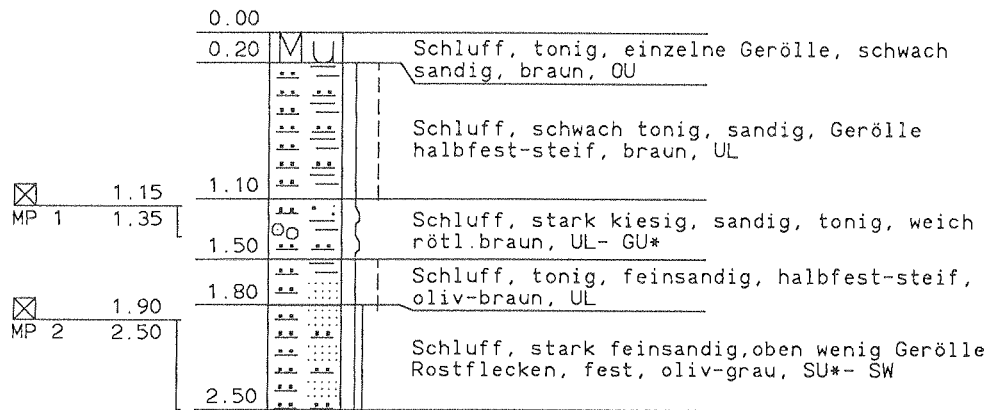 0.00
0.20 MU Schluff, tonig, einzelne Gerölle, schwach
sandig, braun, OU
Schluff, schwach tonig, sandig, Gerölle
halbfest-steif, braun, UL
1.10
1.15
MP 1 1.35
Schluff, stark kiesig, sandig, tonig, weich
rötl.braun, UL- GU*
1.50
Schluff, tonig, feinsandig, halbfest-steif,
oliv-braun, UL
1.80
1.90
MP 2 2.50
Schluff, stark feinsandig,oben wenig Gerölle
Rostflecken, fest, oliv-grau, SU*- SW
2.50